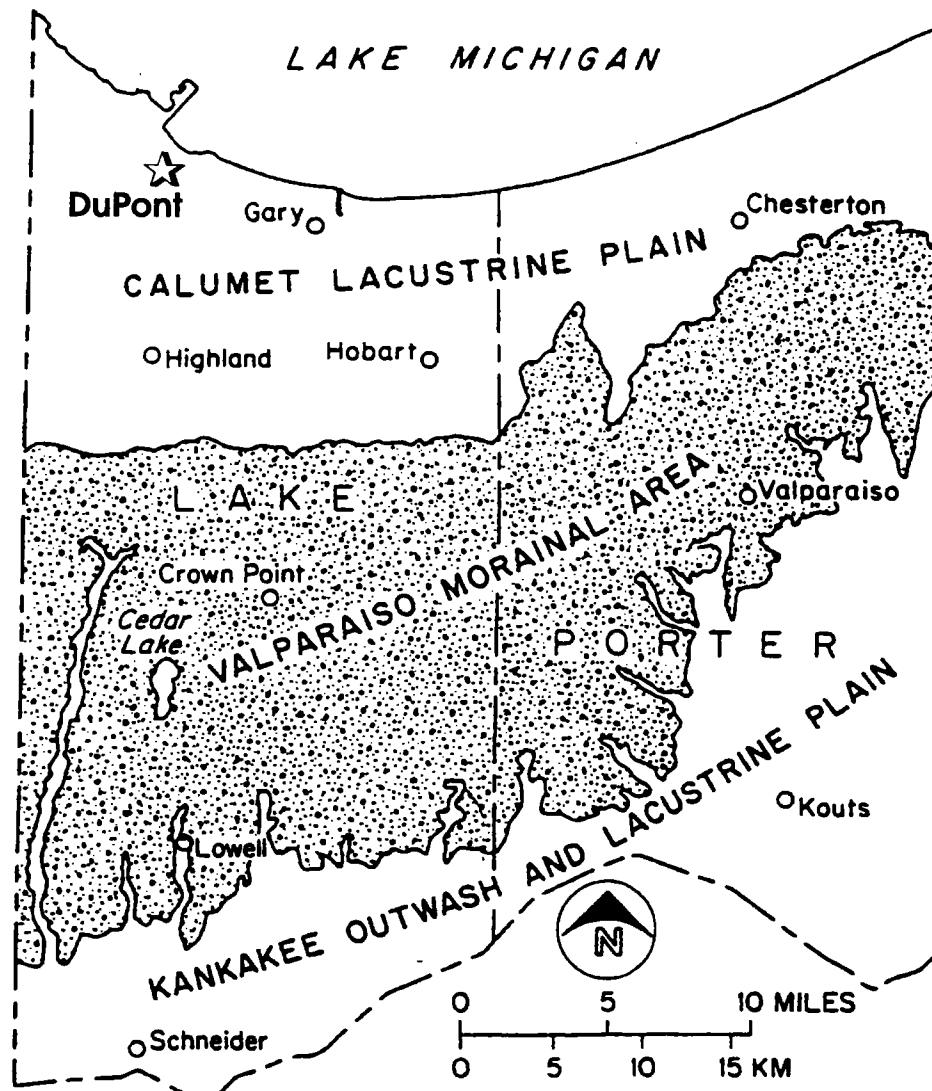 LAKE MICHIGAN
DuPont
Gary
Chesterton
CALUMET LACUSTRINE PLAIN
Highland
Hobart
LAKE
Valparaiso
VALPARAISO MORAINAL AREA
Crown Point
Cedar
Lake
PORTER
Kouts
Lowell
KANKAKEE OUTWASH AND LACUSTRINE PLAIN
N
0 5 10 MILES
0 5 10 15 KM
Schneider